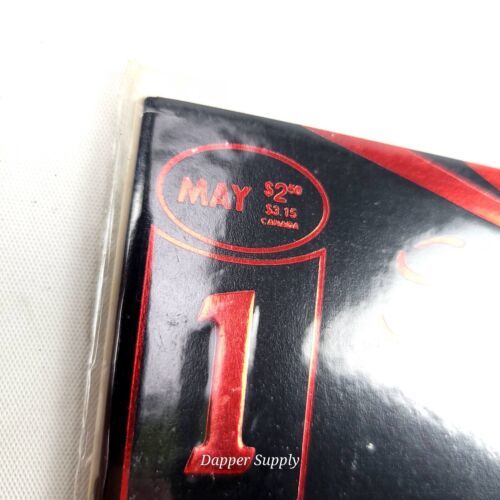 MAY $2.50
$3.15
CANADA
1
Dapper Supply